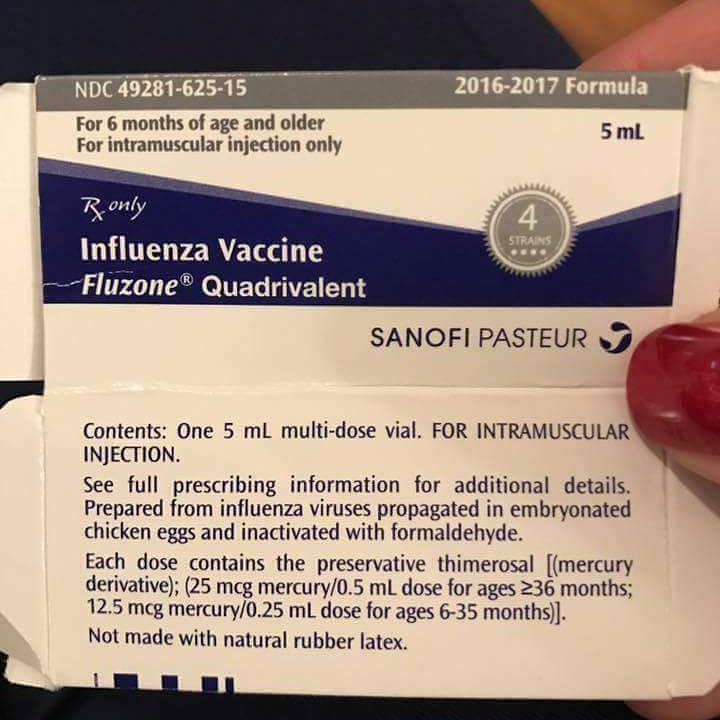 NDC 49281-625-15
2016-2017 Formula
For 6 months of age and older
For intramuscular injection only
5 mL
Rx only
4
STRAINS
Influenza Vaccine
Fluzone® Quadrivalent
SANOFI PASTEUR
Contents: One 5 mL multi-dose vial. FOR INTRAMUSCULAR
INJECTION.
See full prescribing information for additional details.
Prepared from influenza viruses propagated in embryonated
chicken eggs and inactivated with formaldehyde.
Each dose contains the preservative thimerosal [(mercury
derivative); (25 mcg mercury/0.5 mL dose for ages ≥36 months;
12.5 mcg mercury/0.25 mL dose for ages 6-35 months)].
Not made with natural rubber latex.